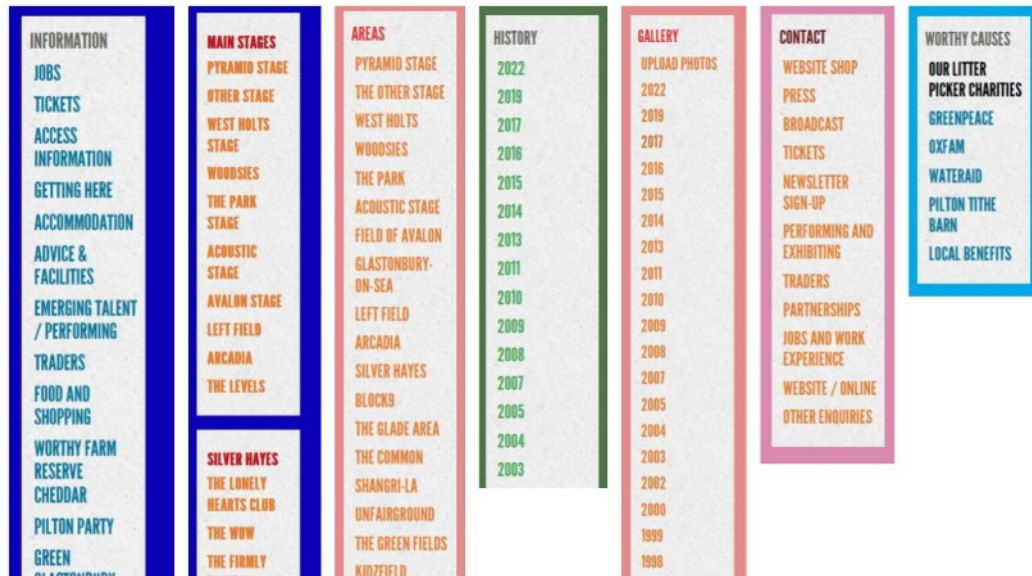 INFORMATION
JOBS
TICKETS
ACCESS
INFORMATION
GETTING HERE
ACCOMMODATION
ADVICE &
FACILITIES
EMERGING TALENT
/ PERFORMING
TRADERS
FOOD AND
SHOPPING
WORTHY FARM
RESERVE
CHEDDAR
PILTON PARTY
GREEN
MAIN STAGES
PYRAMID STAGE
OTHER STAGE
WEST HOLTS
STAGE
WOODSIES
THE PARK
STAGE
ACOUSTIC
STAGE
AVALON STAGE
LEFT FIELD
ARCADIA
THE LEVELS
SILVER HAYES
THE LONELY
HEARTS CLUB
THE WOW
THE FIRMLY
AREAS
PYRAMID STAGE
THE OTHER STAGE
WEST HOLTS
WOODSIES
THE PARK
ACOUSTIC STAGE
FIELD OF AVALON
GLASTONBURY-
ON-SEA
LEFT FIELD
ARCADIA
SILVER HAYES
BLOCK9
THE GLADE AREA
THE COMMON
SHANGRI-LA
UNFAIRGROUND
THE GREEN FIELDS
KIDZFIELD
HISTORY
2022
2019
2017
2016
2015
2014
2013
2011
2010
2009
2008
2007
2005
2004
2003
GALLERY
UPLOAD PHOTOS
2022
2019
2017
2016
2015
2014
2013
2011
2010
2009
2008
2007
2005
2004
2003
2002
2000
1999
1998
CONTACT
WEBSITE SHOP
PRESS
BROADCAST
TICKETS
NEWSLETTER
SIGN-UP
PERFORMING AND
EXHIBITING
TRADERS
PARTNERSHIPS
JOBS AND WORK
EXPERIENCE
WEBSITE / ONLINE
OTHER ENQUIRIES
WORTHY CAUSES
OUR LITTER
PICKER CHARITIES
GREENPEACE
OXFAM
WATERAID
PILTON TITHE
BARN
LOCAL BENEFITS